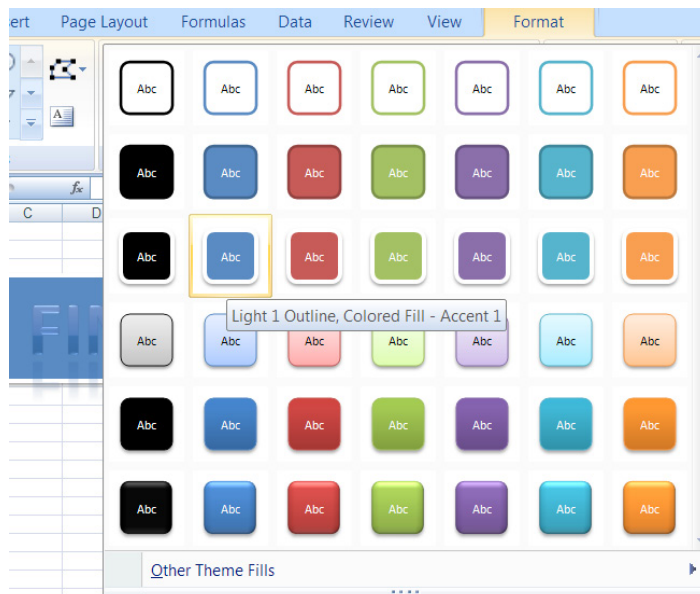 ert Page Layout Formulas Data Review View Format
A
fx
C D
Abc Abc Abc Abc Abc Abc Abc
Abc Abc Abc Abc Abc Abc Abc
Abc Abc Abc Abc Abc Abc Abc
Light 1 Outline, Colored Fill - Accent 1
FIN
Abc Abc Abc Abc Abc Abc Abc
Abc Abc Abc Abc Abc Abc Abc
Abc Abc Abc Abc Abc Abc Abc
Other Theme Fills